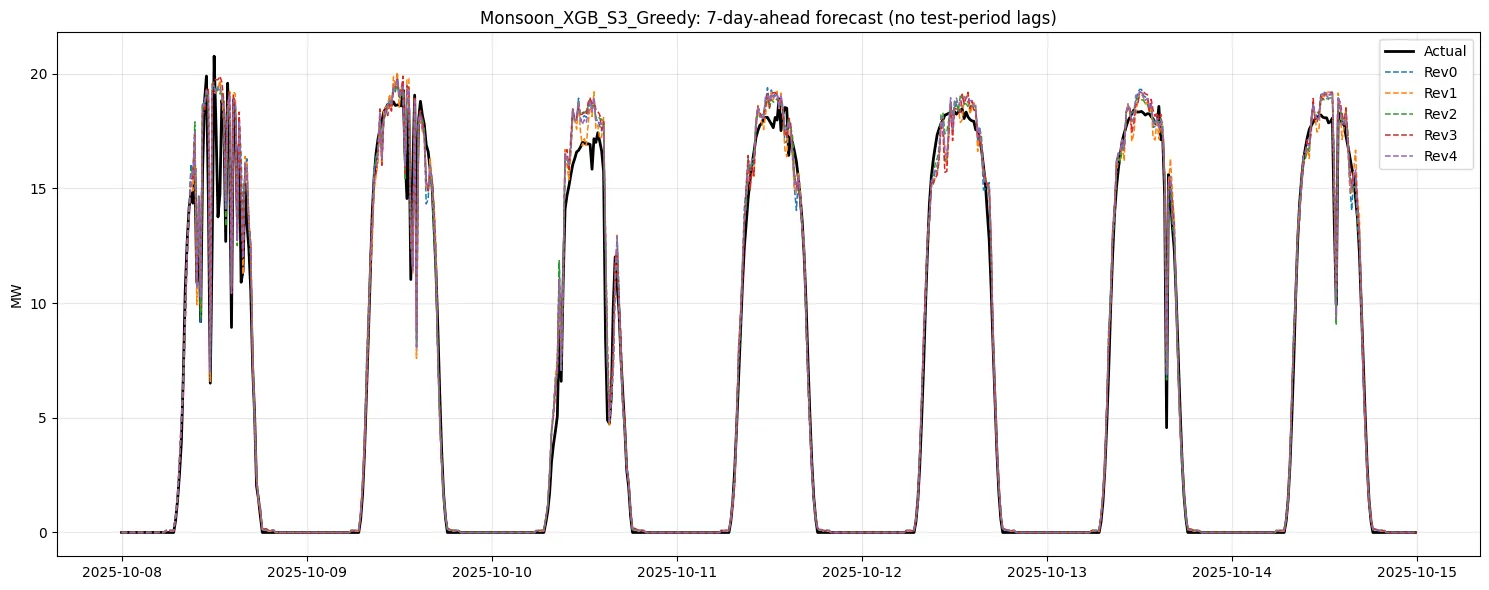 Monsoon_XGB_S3_Greedy: 7-day-ahead forecast (no test-period lags)
Actual
Rev0
Rev1
Rev2
Rev3
Rev4
MW
20
15
10
5
0
2025-10-08
2025-10-09
2025-10-10
2025-10-11
2025-10-12
2025-10-13
2025-10-14
2025-10-15